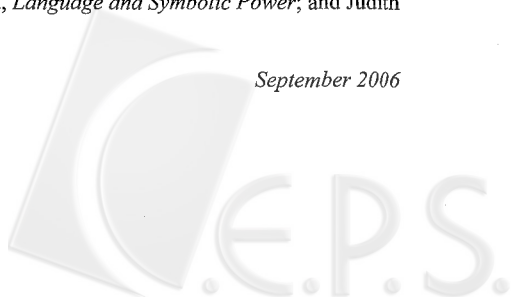 , Language and Symbolic Power; and Judith
September 2006
C.E.P.S.